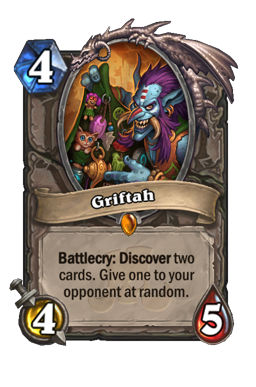 4
Griftah
Battlecry: Discover two
cards. Give one to your
opponent at random.
4
5